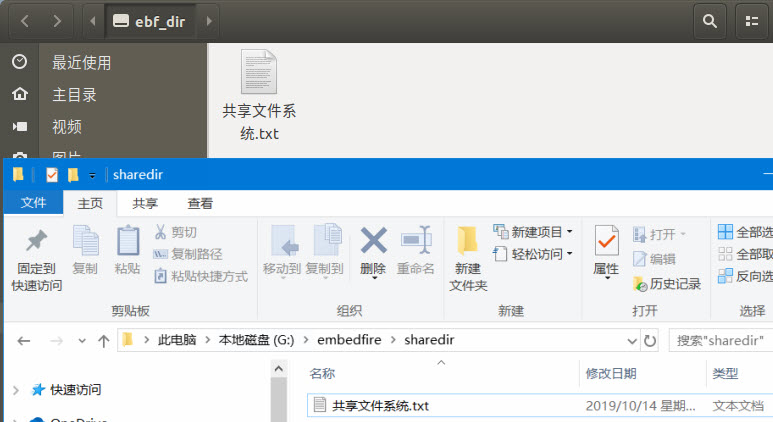 ebf_dir
最近使用
主目录
视频
图片
共享文件系
统.txt
sharedir
文件 主页 共享 查看
固定到
快速访问
复制
粘贴
剪切
复制路径
粘贴快捷方式
剪贴板
移动到
复制到
删除
重命名
组织
新建
文件夹
新建项目
轻松访问
新建
属性
打开
编辑
历史记录
打开
全部选
全部取
反向选
选择
此电脑 本地磁盘 (G:) embedfire sharedir
搜索"sharedir"
快速访问
OneDrive
名称 修改日期 类型
共享文件系统.txt 2019/10/14 星期... 文本文档